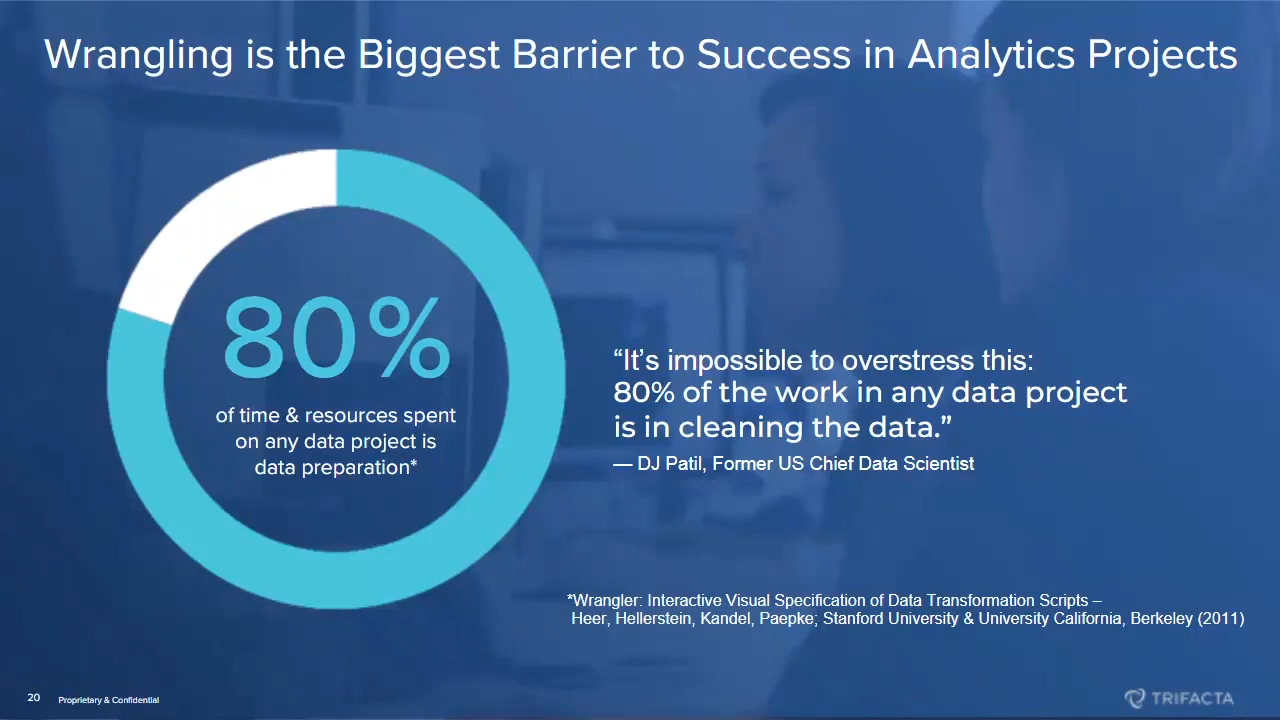 Wrangling is the Biggest Barrier to Success in Analytics Projects
80%
of time & resources spent
on any data project is
data preparation*
“It’s impossible to overstress this:
80% of the work in any data project
is in cleaning the data.”
— DJ Patil, Former US Chief Data Scientist
*Wrangler: Interactive Visual Specification of Data Transformation Scripts –
Heer, Hellerstein, Kandel, Paepke; Stanford University & University California, Berkeley (2011)
20 Proprietary & Confidential
TRIFACTA